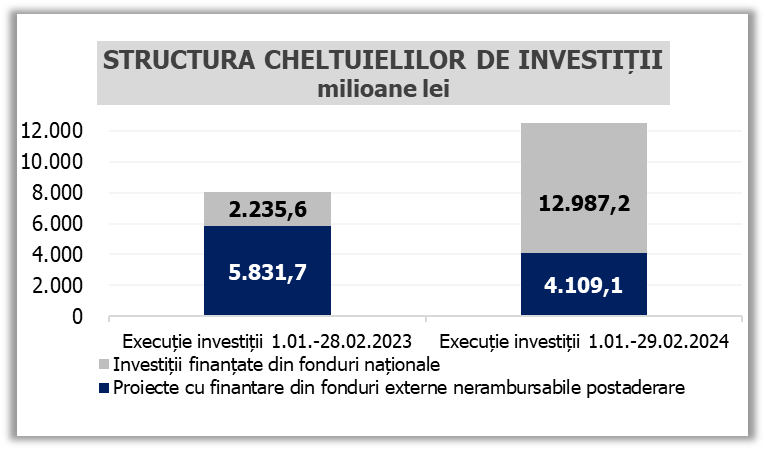 STRUCTURA CHELTUIELILOR DE INVESTIȚII
milioane lei
12.000
10.000
8.000
6.000
4.000
2.000
0
2.235,6
5.831,7
12.987,2
4.109,1
Execuție investiții 1.01.-28.02.2023
Execuție investiții 1.01.-29.02.2024
Investiții finanțate din fonduri naționale
Proiecte cu finantare din fonduri externe nerambursabile postaderare